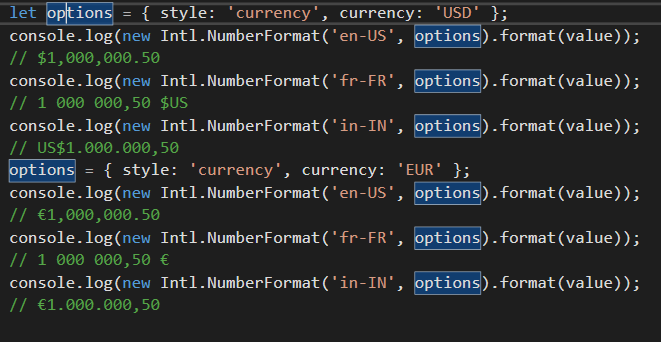 let options = { style: 'currency', currency: 'USD' };
console.log(new Intl.NumberFormat('en-US', options).format(value));
// $1,000,000.50
console.log(new Intl.NumberFormat('fr-FR', options).format(value));
// 1 000 000,50 $US
console.log(new Intl.NumberFormat('in-IN', options).format(value));
// US$1.000.000,50
options = { style: 'currency', currency: 'EUR' };
console.log(new Intl.NumberFormat('en-US', options).format(value));
// €1,000,000.50
console.log(new Intl.NumberFormat('fr-FR', options).format(value));
// 1 000 000,50 €
console.log(new Intl.NumberFormat('in-IN', options).format(value));
// €1.000.000,50